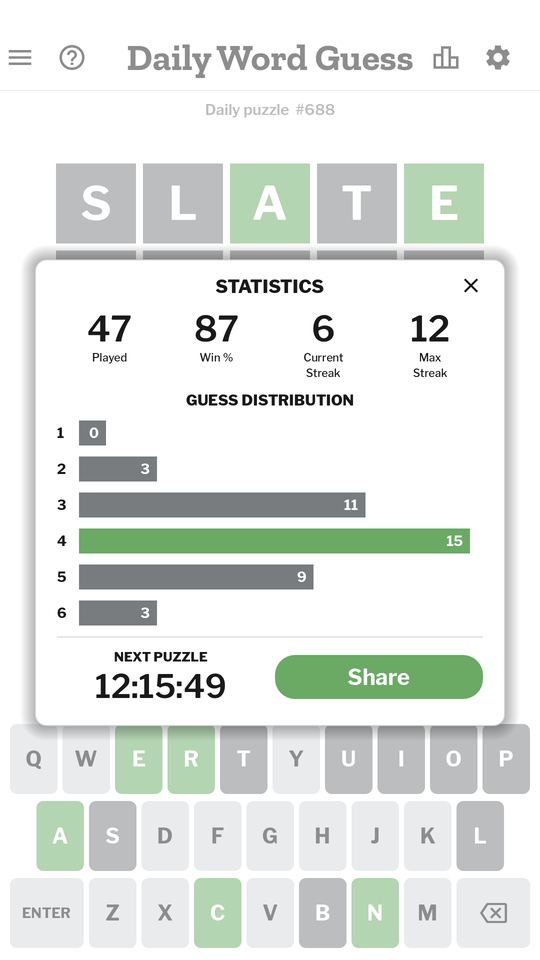 Daily Word Guess
Daily puzzle #688
S L A T E
STATISTICS
47 87 6 12
Played Win % Current Streak Max Streak
GUESS DISTRIBUTION
1 0
2 3
3 11
4 15
5 9
6 3
NEXT PUZZLE
12:15:49
Share
Q W E R T Y U I O P
A S D F G H J K L
ENTER Z X C V B N M